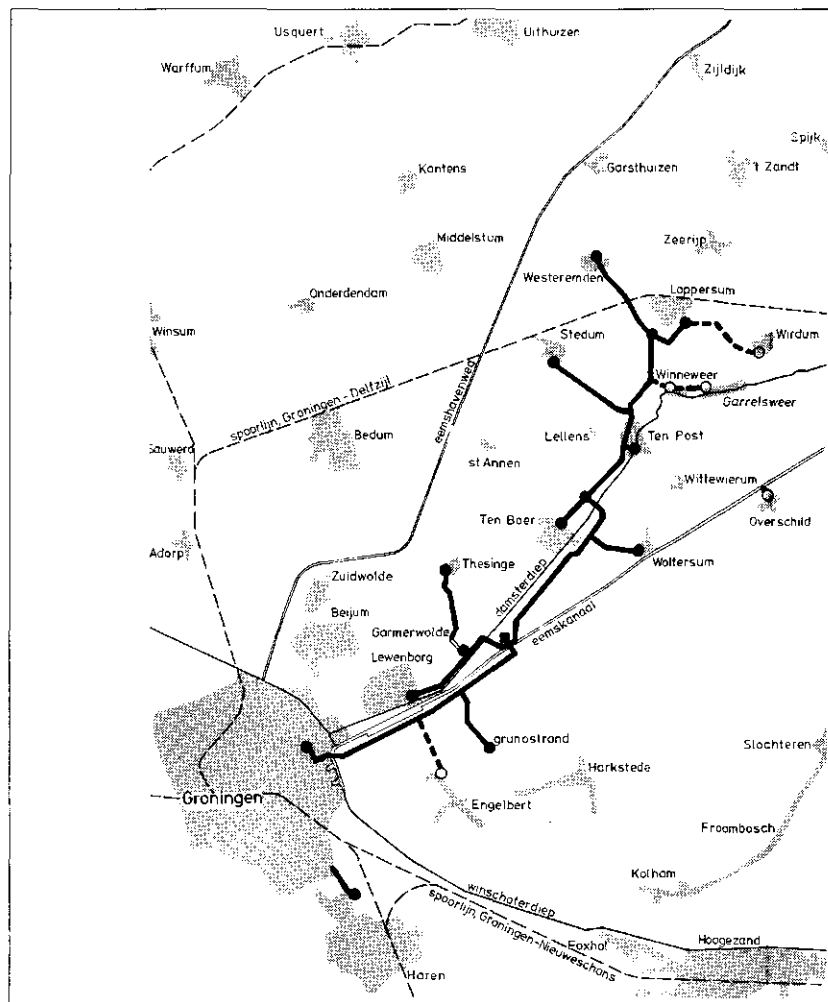 Usquert
Uithuizen
Warffum
Zijldijk
Spijk
Kantens
Garsthuizen
't Zandt
Middelstum
Zeerijp
Westeremden
Onderdendam
Loppersum
Winsum
Stedum
Wirdum
Winneweer
Garrelsweer
spoorlijn, Groningen-Delfzijl
eemshavenweg
Bedum
Lellens
Ten Post
Sauwerd
st Annen
Wittewierum
Overschild
Ten Boer
Adorp
Thesinge
Woltersum
Zuidwolde
damsterdiep
Beijum
eemskanaal
Garmerwolde
Lewenborg
grunostrand
Slochteren
Harkstede
Groningen
Engelbert
Froombosch
Kolham
winschoterdiep
spoorlijn, Groningen-Nieuweschans
Foxhol
Hoogezand
Haren